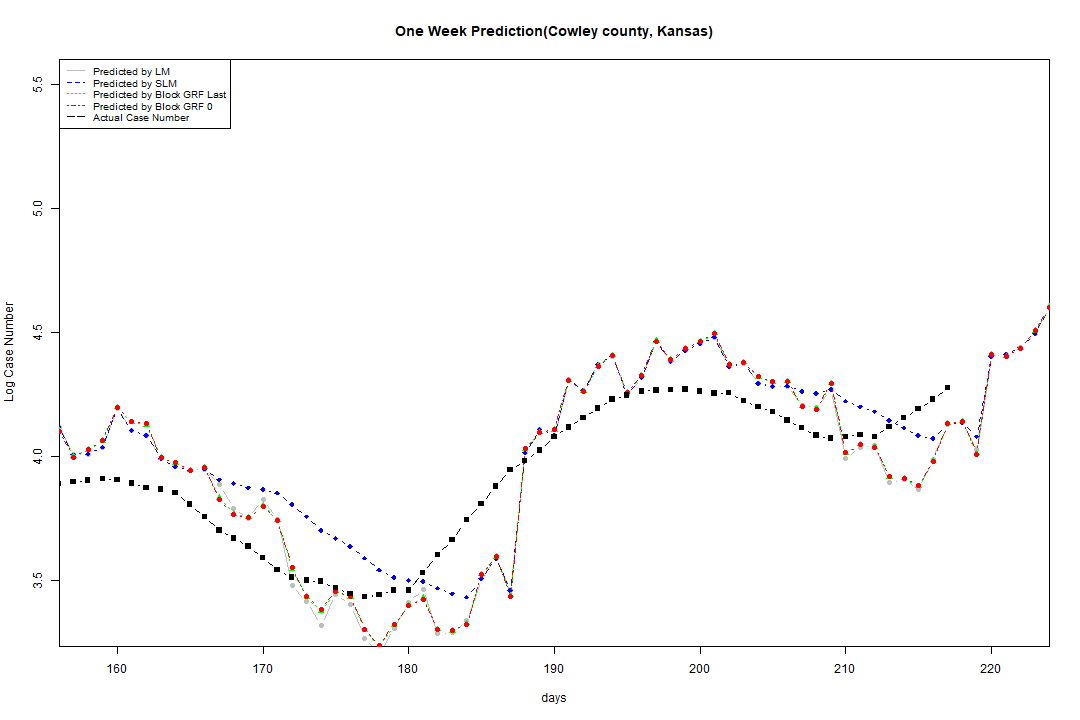 One Week Prediction(Cowley county, Kansas)
Predicted by LM
Predicted by SLM
Predicted by Block GRF Last
Predicted by Block GRF 0
Actual Case Number
5.5
5.0
4.5
4.0
3.5
Log Case Number
160 170 180 190 200 210 220
days